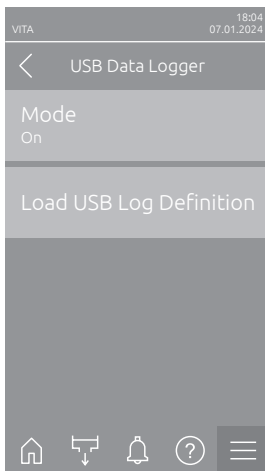 18:04
VITA 07.01.2024
USB Data Logger
Mode
On
Load USB Log Definition
?